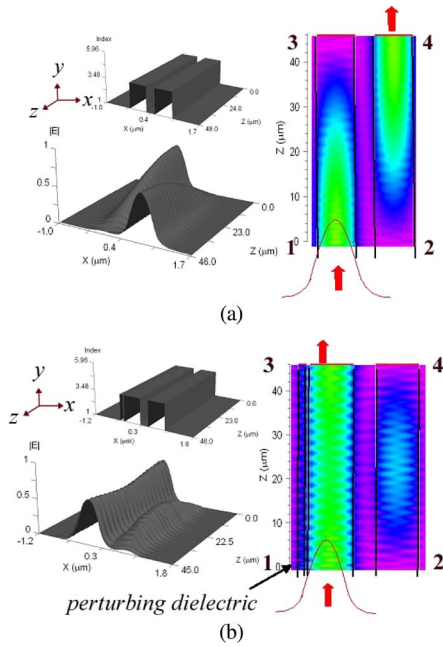 Index
5.96
3.48
1
-1.0
0.4
X (µm)
1.7
48.0
24.0
0.0
Z (µm)
y
x
z
|E|
1
0.5
0
-1.0
0.4
X (µm)
1.7
46.0
23.0
0.0
Z (µm)
3
4
40
30
20
10
0
Z (µm)
1
2
(a)
Index
5.96
3.48
1
-1.2
0.3
X (µm)
1.8
46.0
23.0
0.0
Z (µm)
y
x
z
|E|
1
0.5
0
-1.2
0.3
X (µm)
1.8
45.0
22.5
0.0
Z (µm)
3
4
40
30
20
10
0
Z (µm)
1
2
perturbing dielectric
(b)